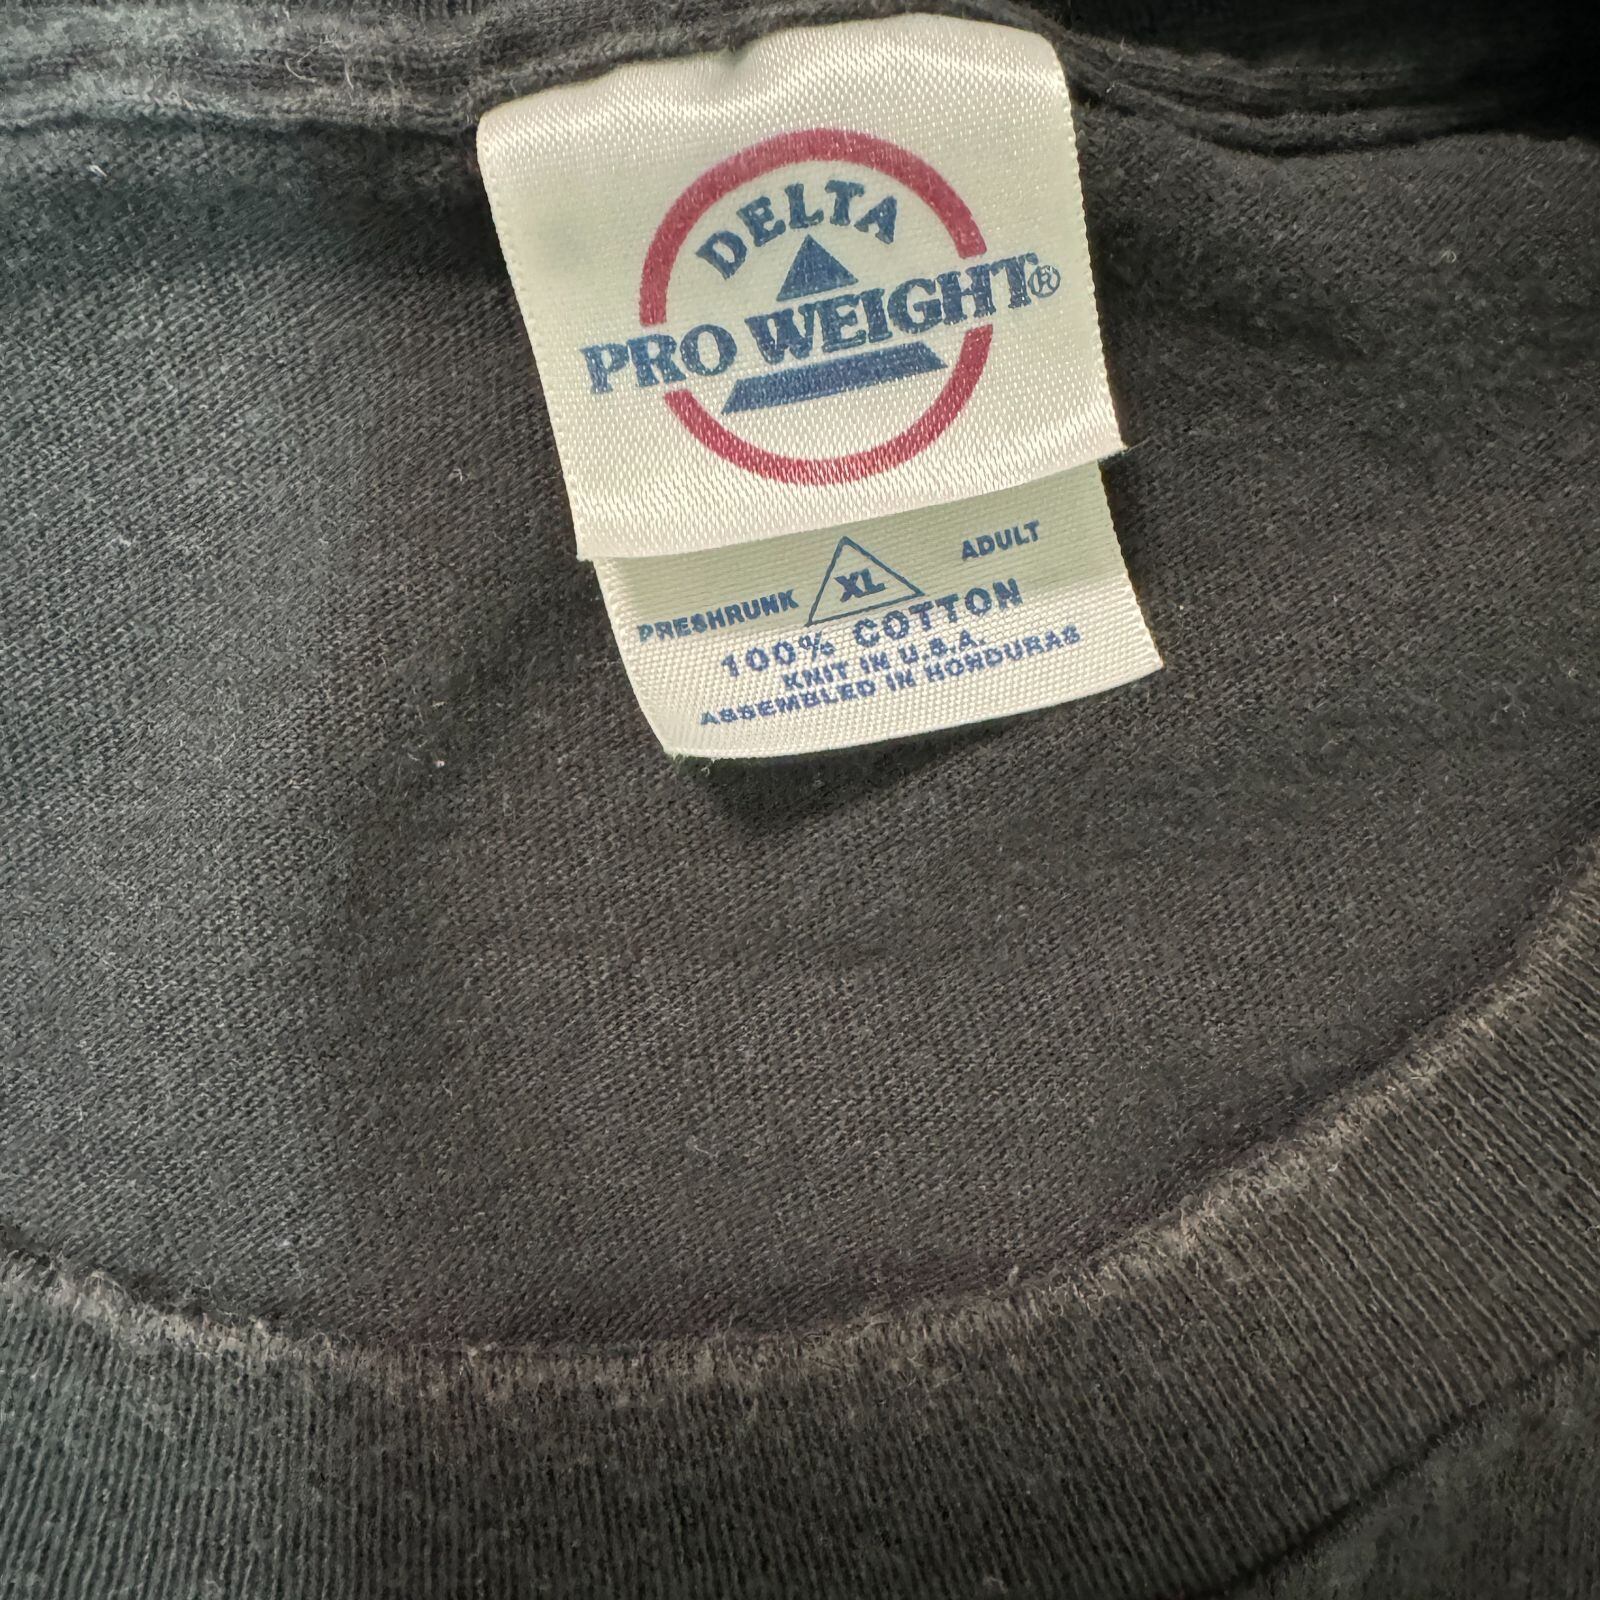 DELTA
PRO WEIGHT®
PRESHRUNK XL ADULT
100% COTTON
KNIT IN U.S.A.
ASSEMBLED IN HONDURAS